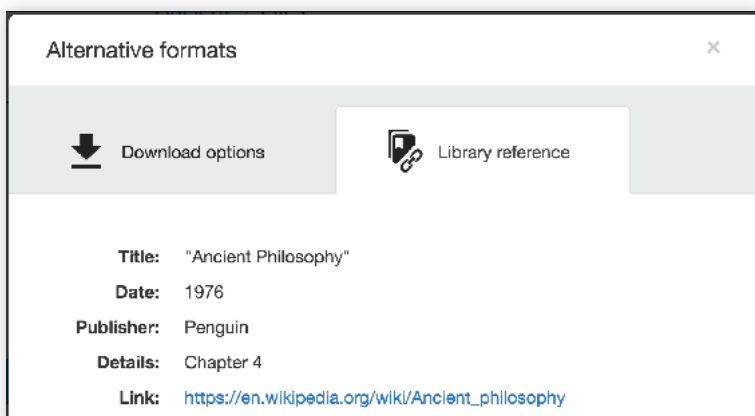 Alternative formats ×
Download options Library reference
Title: "Ancient Philosophy"
Date: 1976
Publisher: Penguin
Details: Chapter 4
Link: https://en.wikipedia.org/wiki/Ancient_philosophy